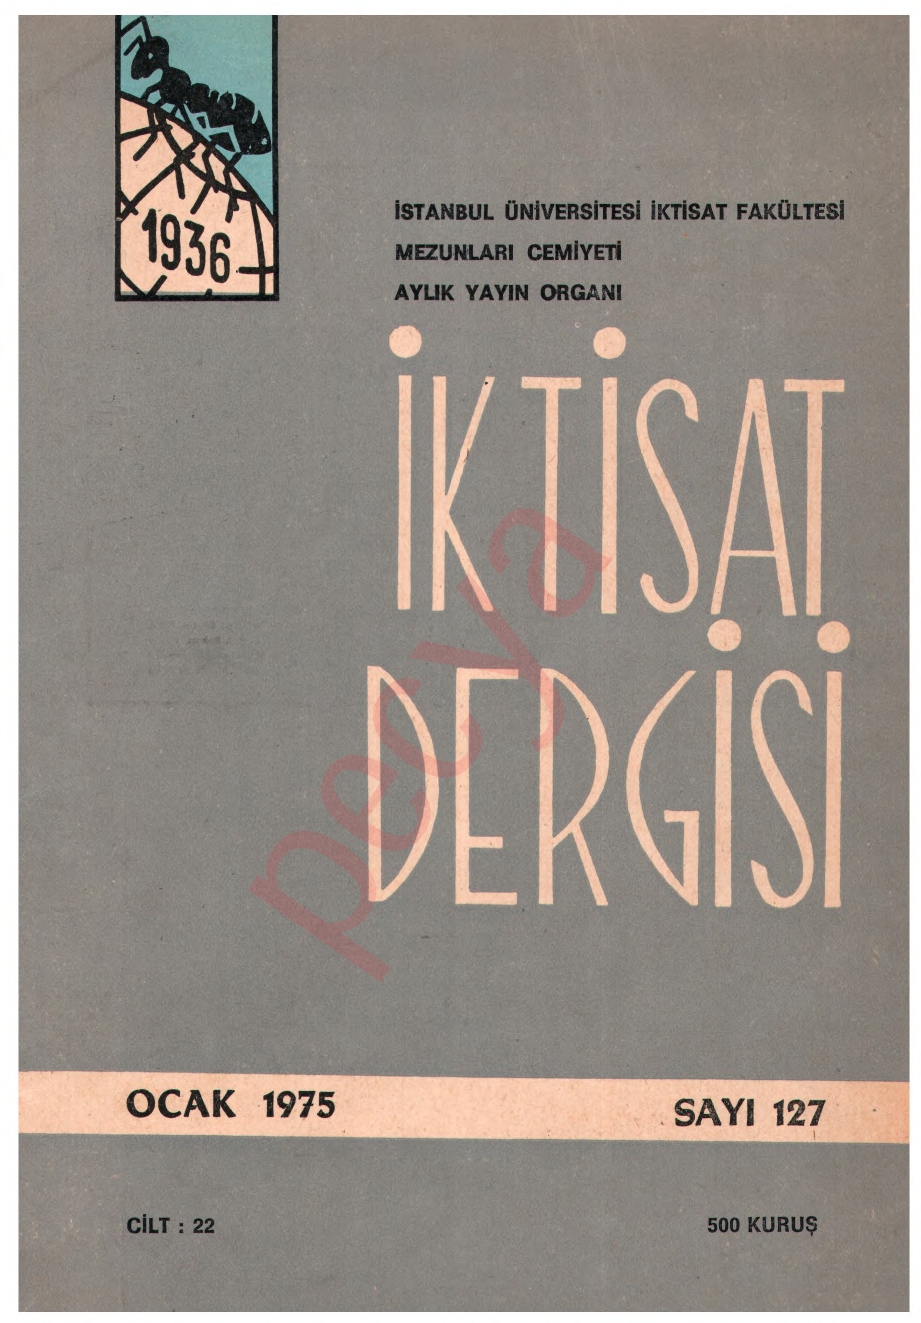 1936
İSTANBUL ÜNİVERSİTESİ İKTİSAT FAKÜLTESİ
MEZUNLARI CEMİYETİ
AYLIK YAYIN ORGANI
İKTİSAT
DERGİSİ
pecya
OCAK 1975
SAYI 127
CİLT : 22
500 KURUŞ